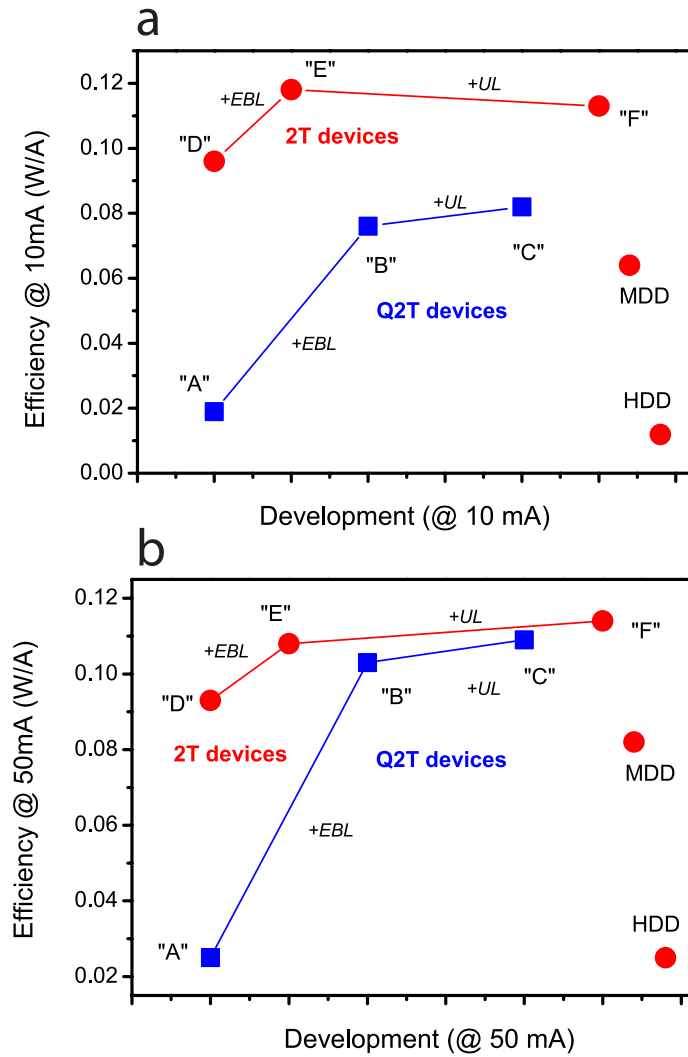 a
0.12
0.10
0.08
0.06
0.04
0.02
0.00
Efficiency @ 10mA (W/A)
"E"
+EBL
+UL
"D"
2T devices
"F"
+UL
"B"
"C"
MDD
Q2T devices
+EBL
"A"
HDD
Development (@ 10 mA)
b
0.12
0.10
0.08
0.06
0.04
0.02
Efficiency @ 50mA (W/A)
"E"
+UL
"F"
+EBL
"D"
"B"
+UL
"C"
2T devices
Q2T devices
MDD
+EBL
"A"
HDD
Development (@ 50 mA)